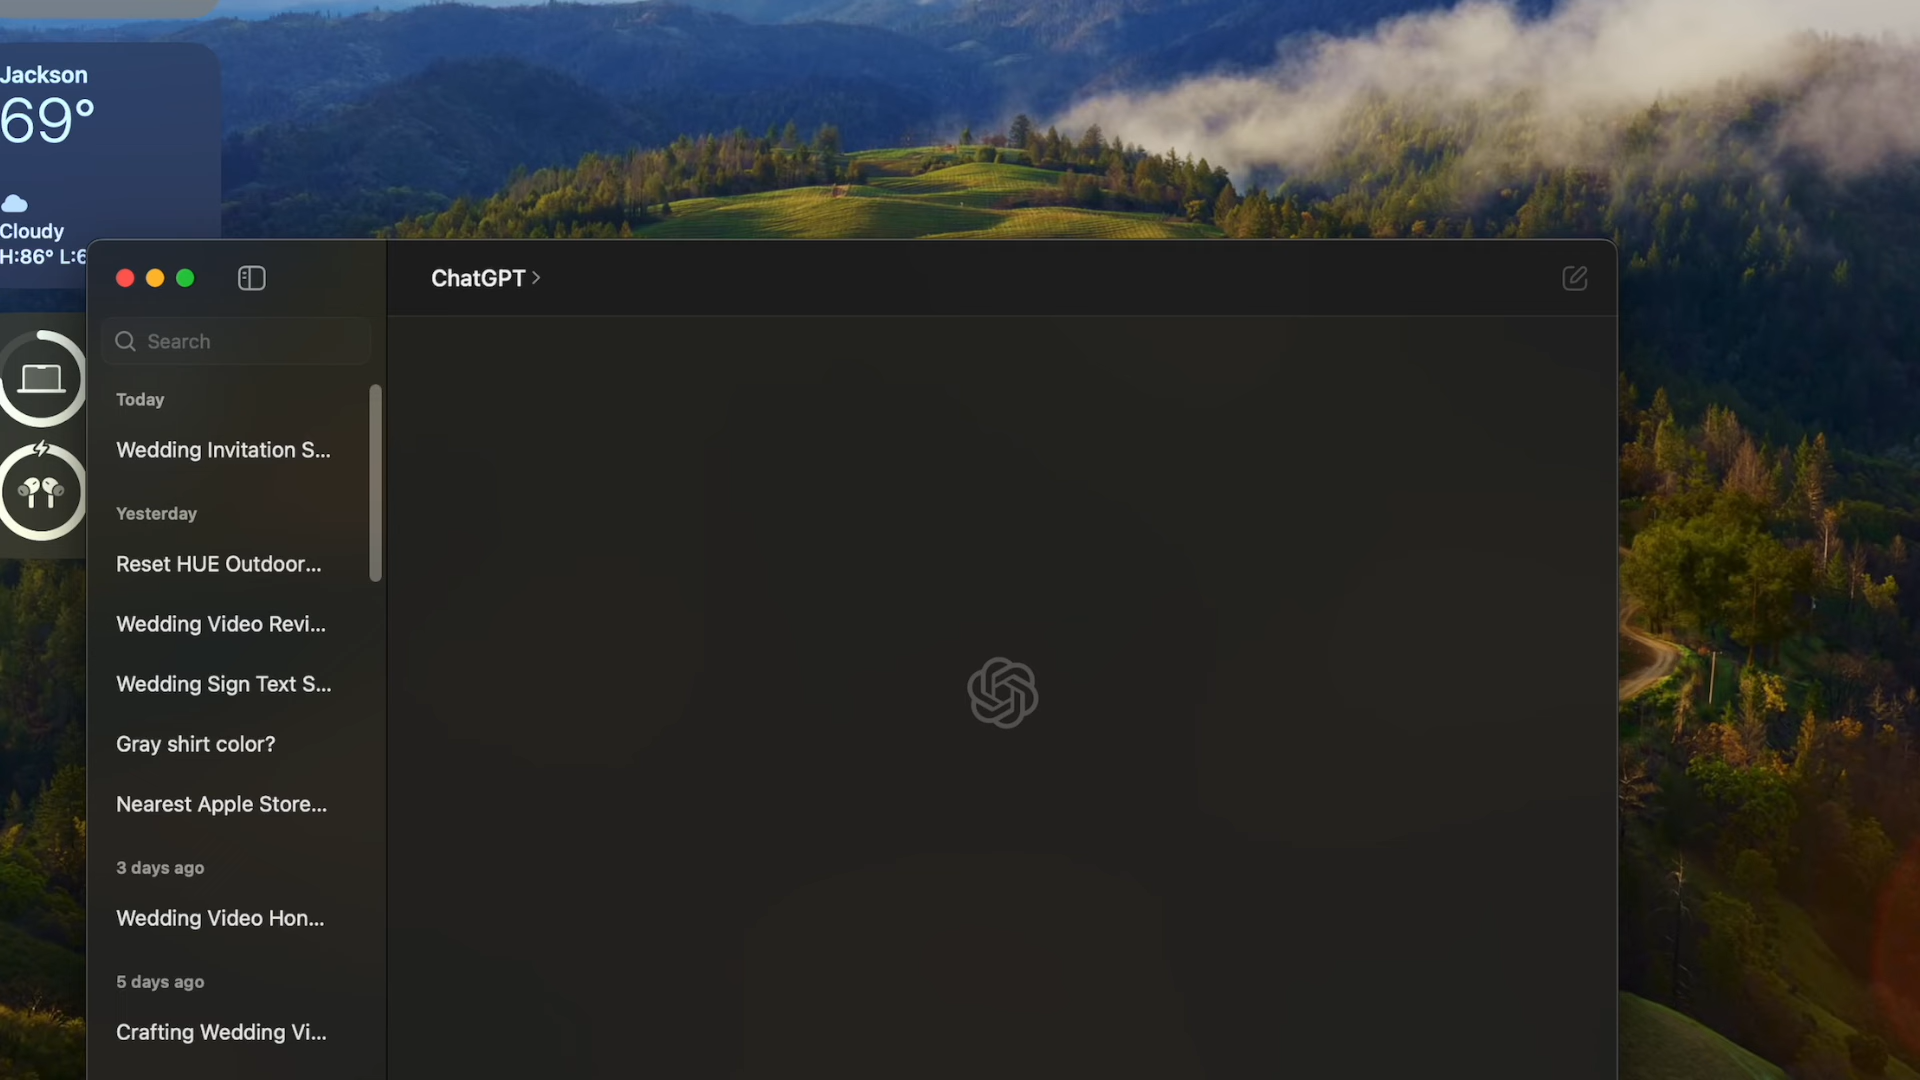 Jackson
69°
Cloudy
H:86° L:6
ChatGPT
Search
Today
Wedding Invitation S...
Yesterday
Reset HUE Outdoor...
Wedding Video Revi...
Wedding Sign Text S...
Gray shirt color?
Nearest Apple Store...
3 days ago
Wedding Video Hon...
5 days ago
Crafting Wedding Vi...